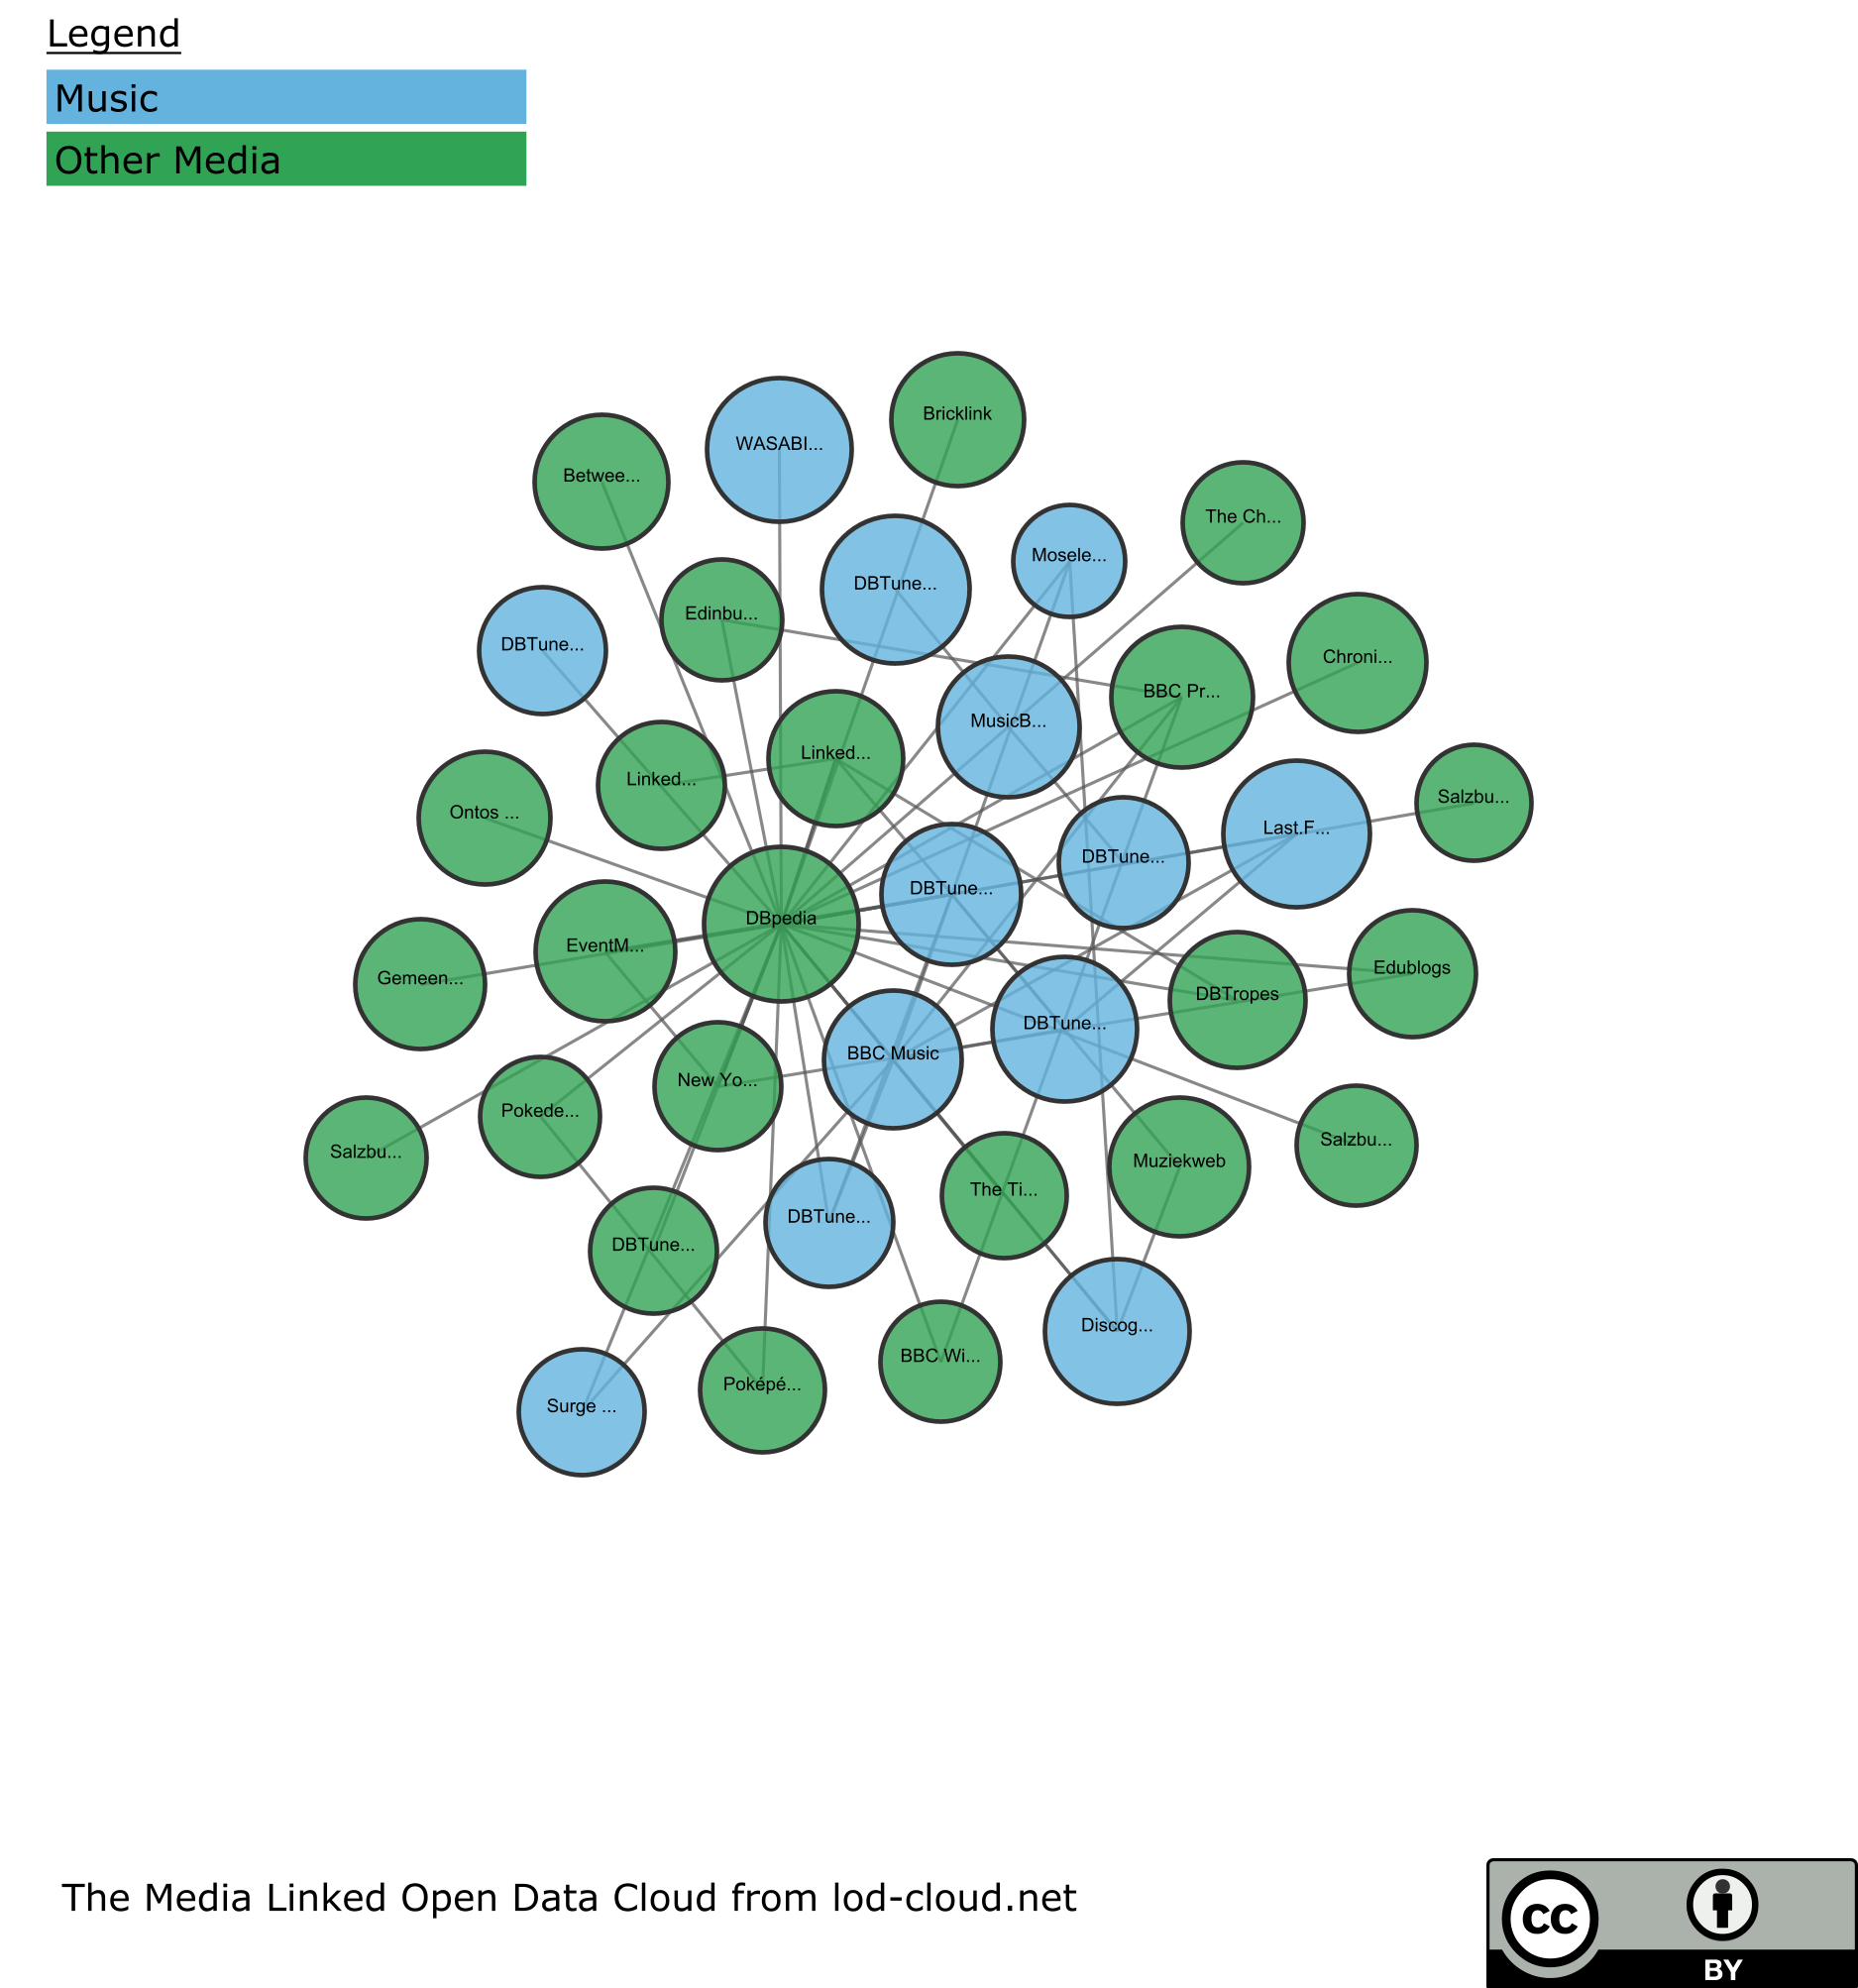 Legend
Music
Other Media
Bricklink
WASABI...
Betwee...
The Ch...
Mosele...
DBTune...
Edinbu...
DBTune...
Chroni...
BBC Pr...
MusicB...
Linked...
Linked...
Salzbu...
Ontos ...
Last.F...
DBTune...
DBTune...
DBpedia
EventM...
Edublogs
Gemeen...
DBTropes
DBTune...
BBC Music
New Yo...
Pokede...
Salzbu...
Salzbu...
Muziekweb
The Ti...
DBTune...
DBTune...
Discog...
BBC Wi...
Poképé...
Surge ...
The Media Linked Open Data Cloud from lod-cloud.net
cc
BY